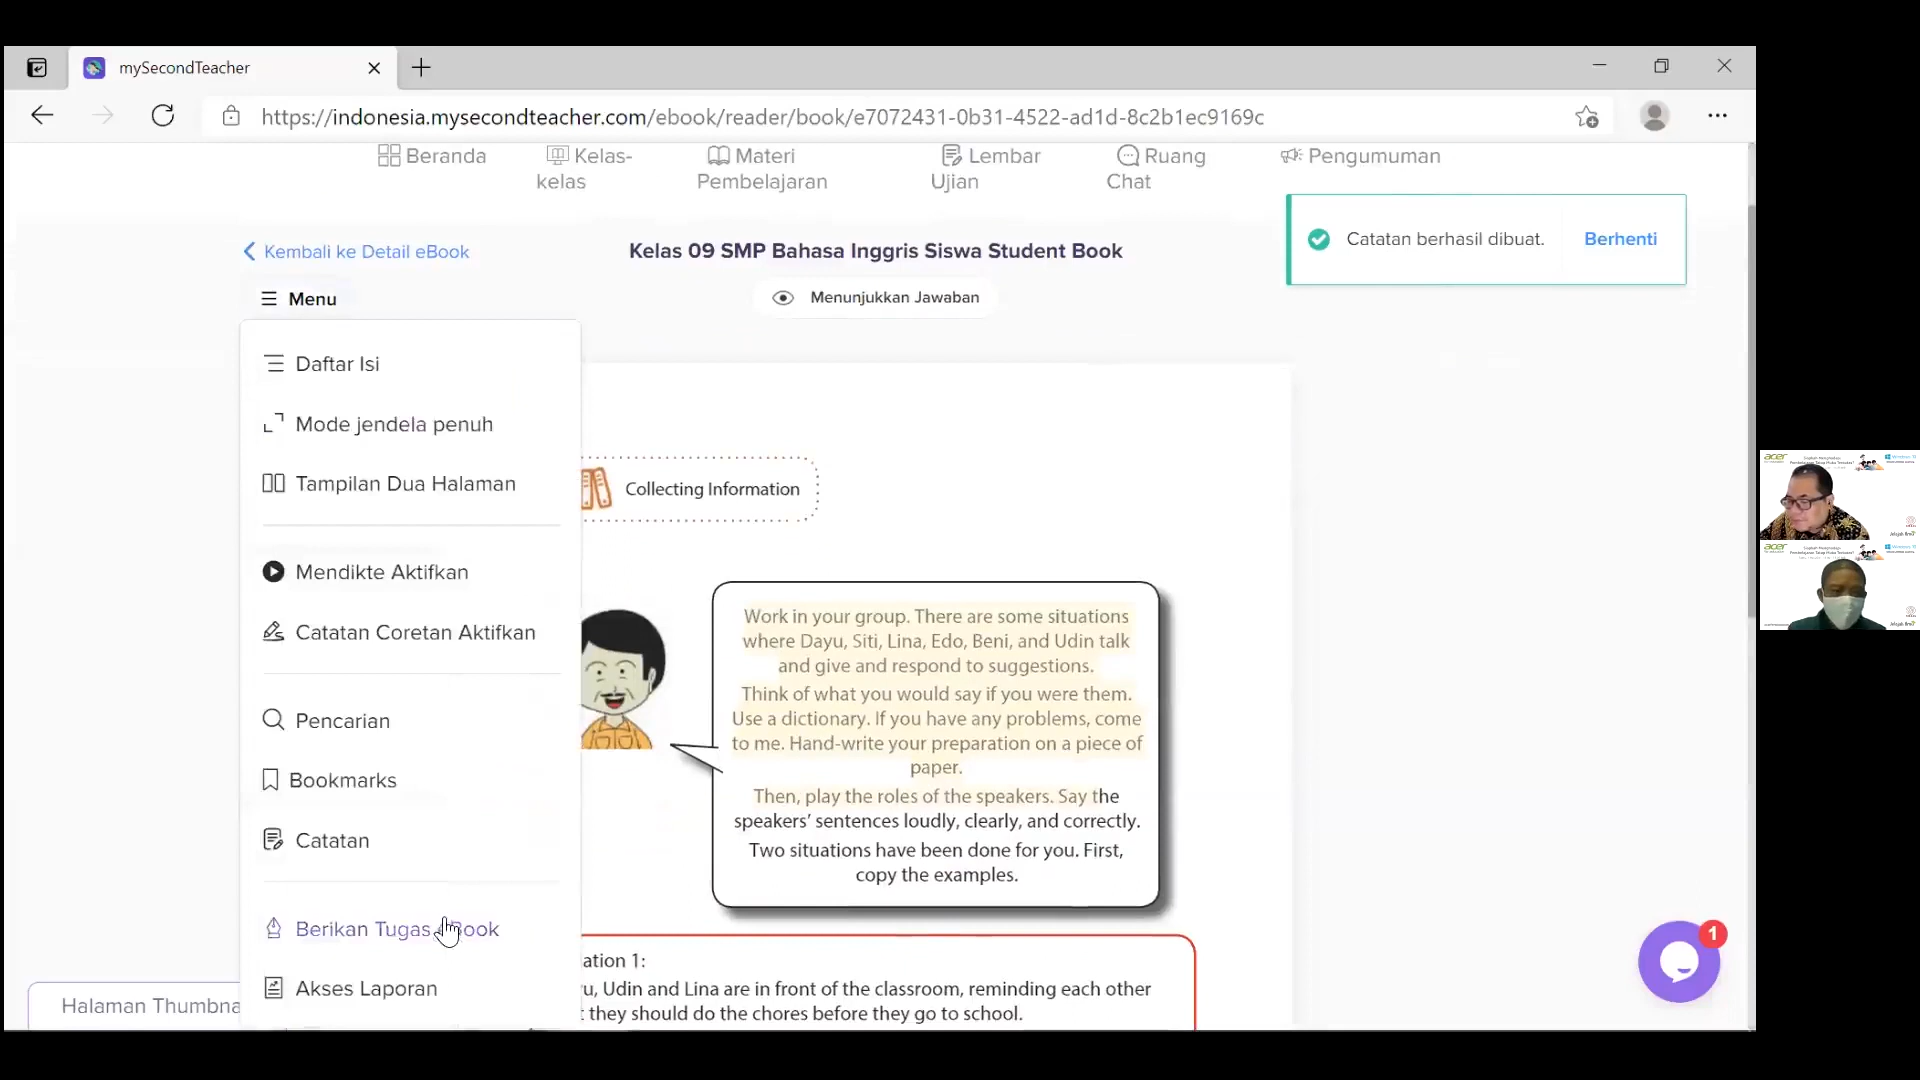 mySecondTeacher
https://indonesia.mysecondteacher.com/ebook/reader/book/e7072431-0b31-4522-ad1d-8c2b1ec9169c
Beranda
Kelas-
kelas
Materi
Pembelajaran
Lembar
Ujian
Ruang
Chat
Pengumuman
Catatan berhasil dibuat.
Berhenti
Kembali ke Detail eBook
Kelas 09 SMP Bahasa Inggris Siswa Student Book
Menu
Menunjukkan Jawaban
Daftar Isi
Mode jendela penuh
Tampilan Dua Halaman
Mendikte Aktifkan
Catatan Coretan Aktifkan
Pencarian
Bookmarks
Catatan
Berikan Tugas eBook
Akses Laporan
Halaman Thumbna
Collecting Information
Work in your group. There are some situations
where Dayu, Siti, Lina, Edo, Beni, and Udin talk
and give and respond to suggestions.
Think of what you would say if you were them.
Use a dictionary. If you have any problems, come
to me. Hand-write your preparation on a piece of
paper.
Then, play the roles of the speakers. Say the
speakers’ sentences loudly, clearly, and correctly.
Two situations have been done for you. First,
copy the examples.
ation 1:
u, Udin and Lina are in front of the classroom, reminding each other
t they should do the chores before they go to school.
1
acer
acer